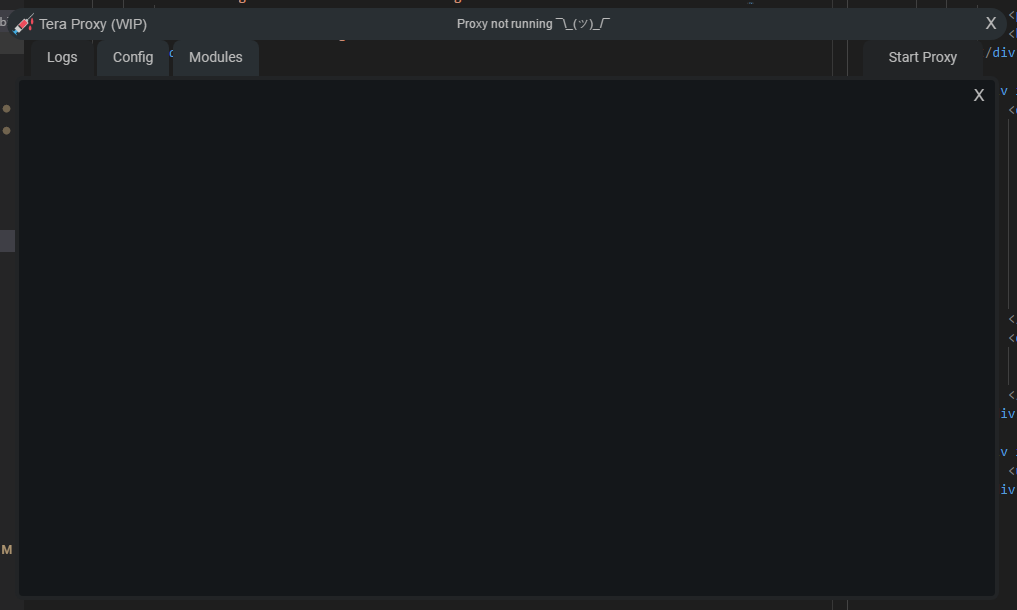 Tera Proxy (WIP)
Proxy not running ¯\_(ツ)_/¯
X
Logs
Config
Modules
Start Proxy
/div
X
v
<
<
<
<
iv
v
<
iv
M